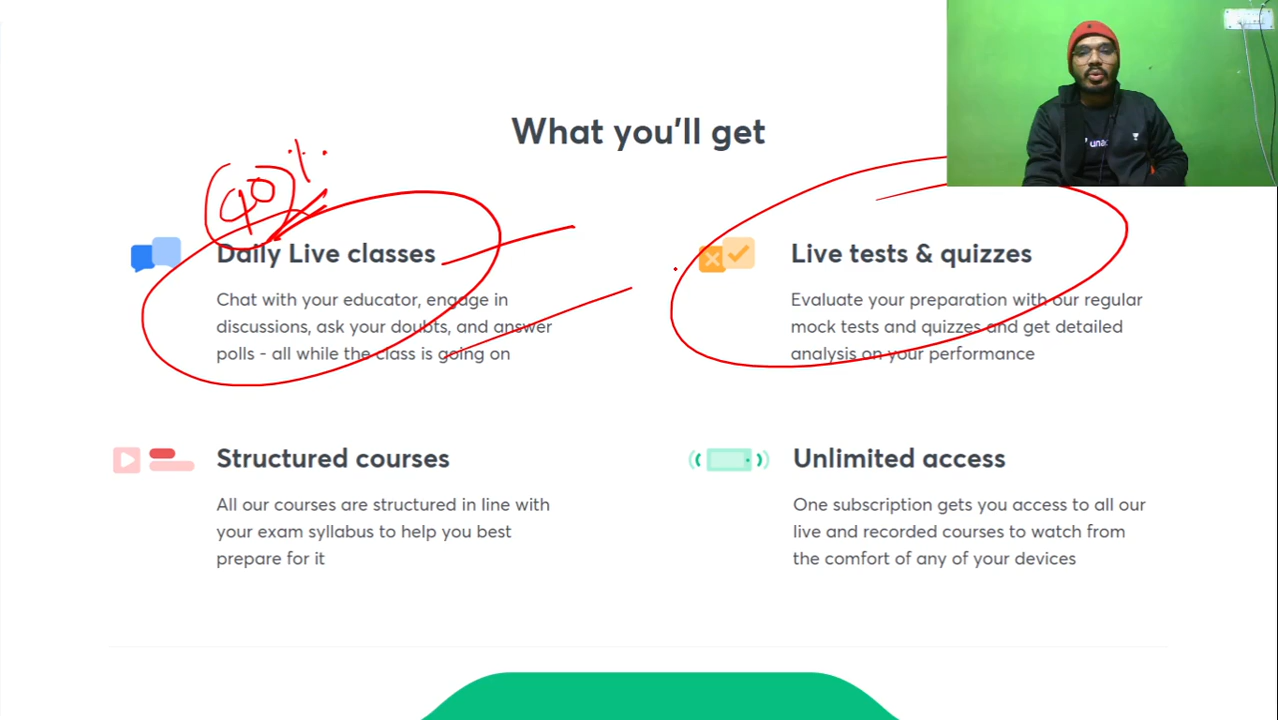 What you'll get
40%
Daily Live classes
Chat with your educator, engage in
discussions, ask your doubts, and answer
polls - all while the class is going on
Live tests & quizzes
Evaluate your preparation with our regular
mock tests and quizzes and get detailed
analysis on your performance
Structured courses
All our courses are structured in line with
your exam syllabus to help you best
prepare for it
Unlimited access
One subscription gets you access to all our
live and recorded courses to watch from
the comfort of any of your devices